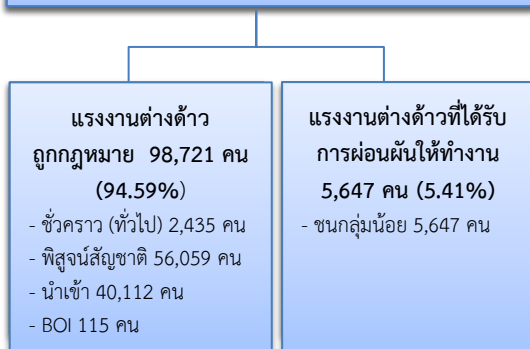 แรงงานต่างด้าว
ถูกกฎหมาย  98,721 คน
(94.59%)
- ชั่วคราว (ทั่วไป) 2,435 คน
- พิสูจน์สัญชาติ 56,059 คน
- นำเข้า 40,112 คน
- BOI 115 คน
แรงงานต่างด้าวที่ได้รับ
การผ่อนผันให้ทำงาน
5,647 คน (5.41%)
- ชนกลุ่มน้อย 5,647 คน